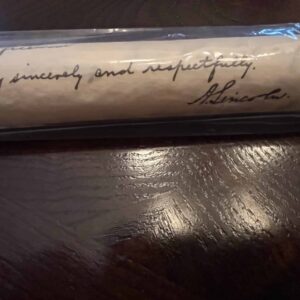 sincerely and respectfully.
A. Lincoln.